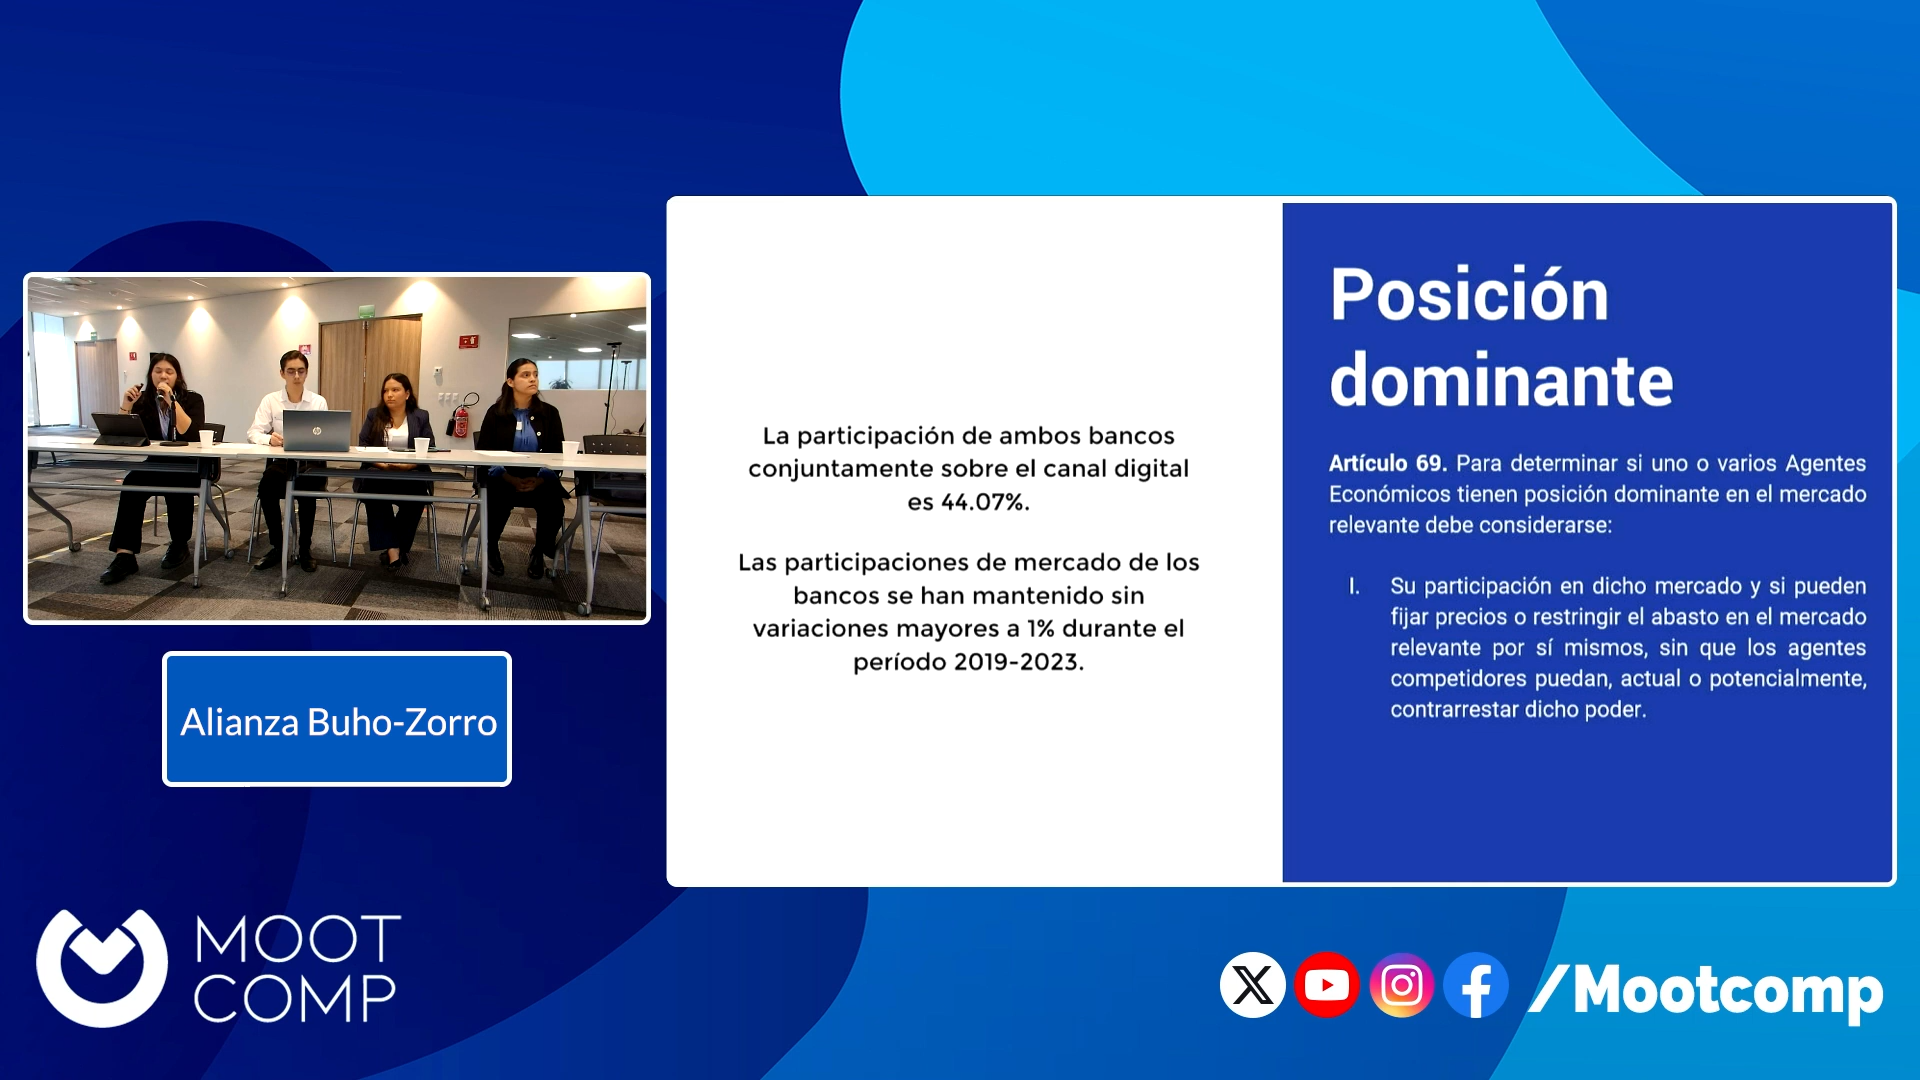 La participación de ambos bancos
conjuntamente sobre el canal digital
es 44.07%.
Las participaciones de mercado de los
bancos se han mantenido sin
variaciones mayores a 1% durante el
período 2019-2023.
Posición
dominante
Artículo 69. Para determinar si uno o varios Agentes
Económicos tienen posición dominante en el mercado
relevante debe considerarse:
I. Su participación en dicho mercado y si pueden
fijar precios o restringir el abasto en el mercado
relevante por sí mismos, sin que los agentes
competidores puedan, actual o potencialmente,
contrarrestar dicho poder.
hp
Alianza Buho-Zorro
MOOT
COMP
/Mootcomp